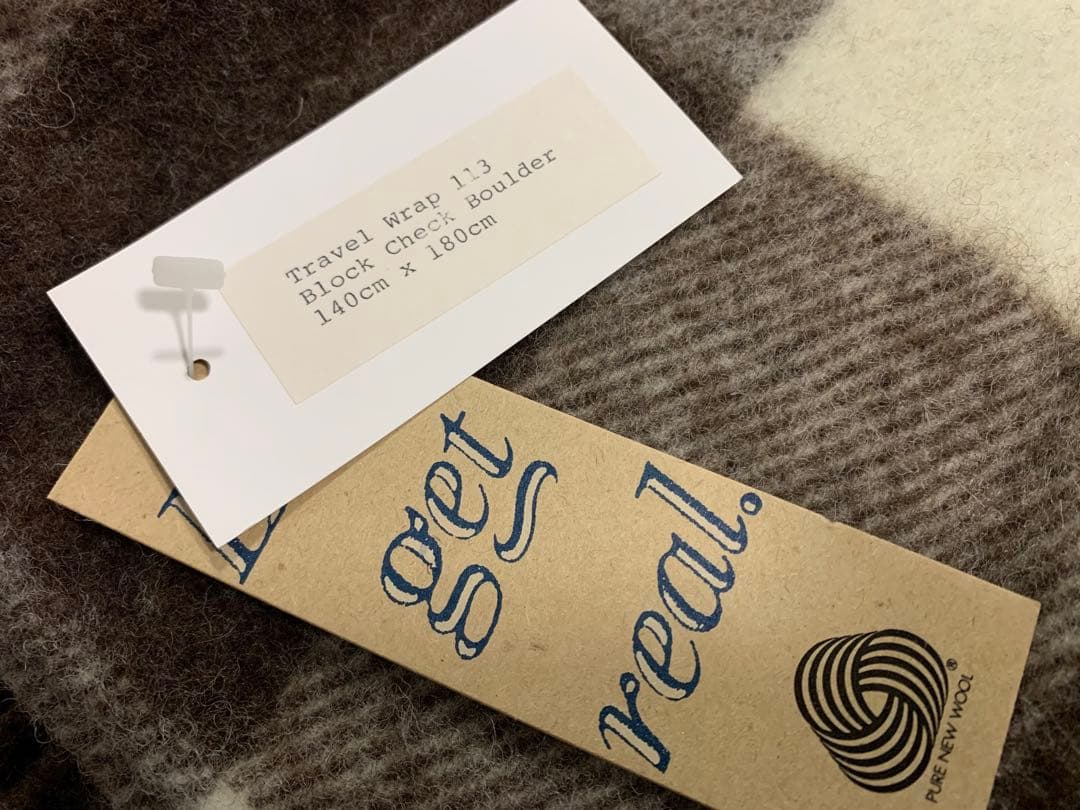 Travel Wrap 113
Block Check Boulder
140cm x 180cm
get
real.
PURE NEW WOOL®